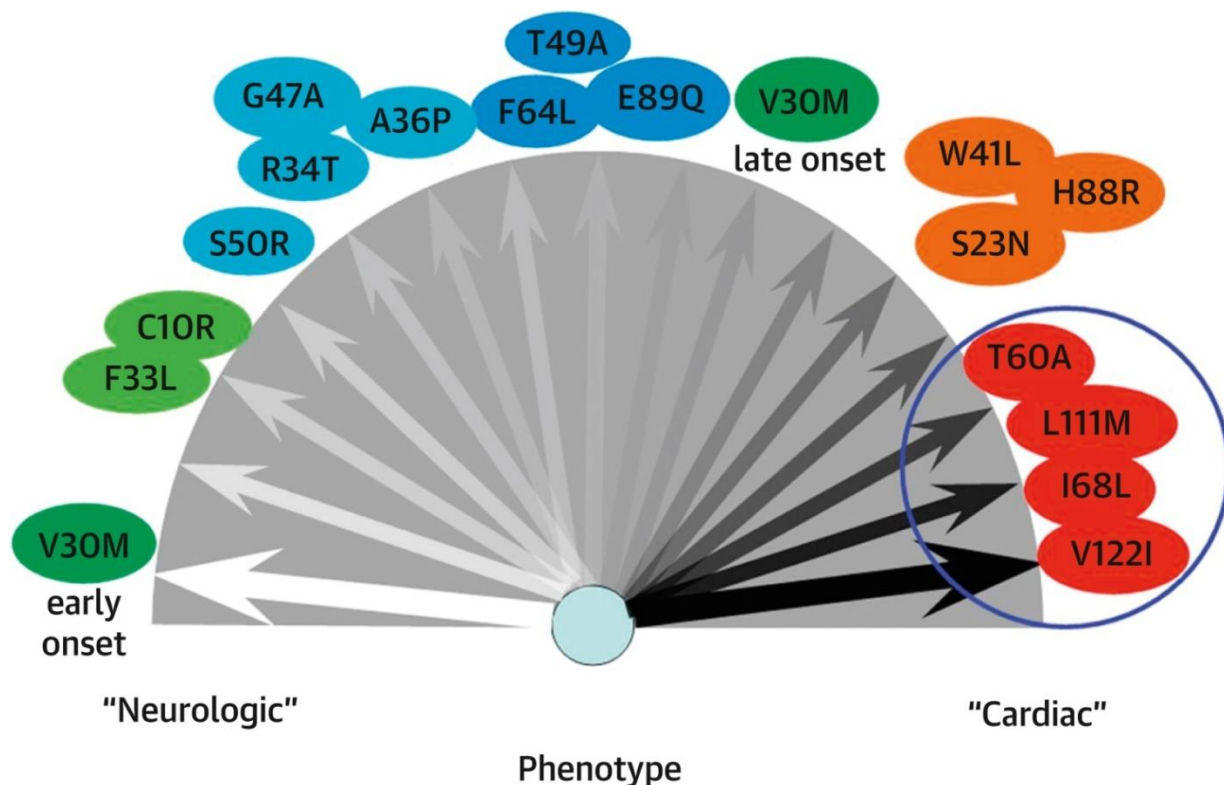 T49A
G47A
A36P
F64L
E89Q
V30M
late onset
R34T
W41L
H88R
S50R
S23N
C10R
F33L
T60A
L111M
I68L
V30M
early
onset
V122I
“Neurologic”
“Cardiac”
Phenotype